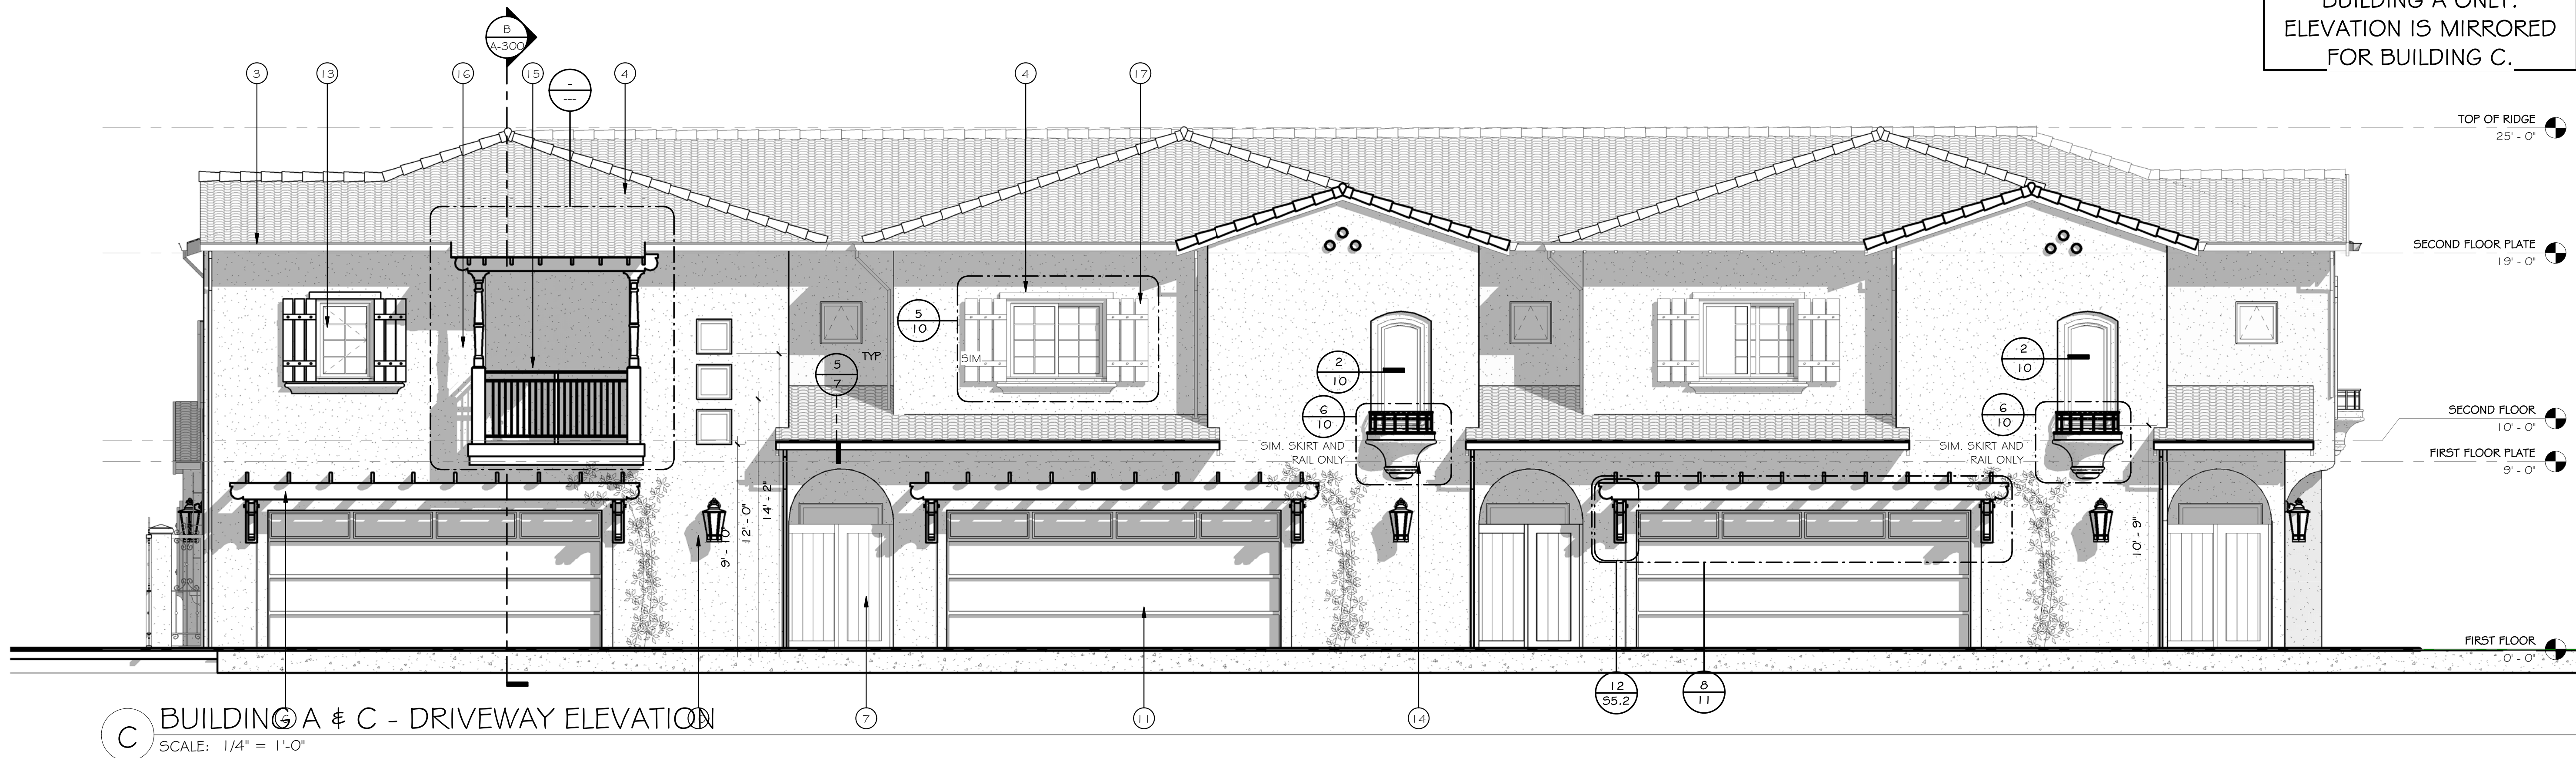 BUILDING A ONLY.
ELEVATION IS MIRRORED
FOR BUILDING C.
B
A-300
3
13
16
15
-
---
4
4
17
TOP OF RIDGE
25' - 0"
SECOND FLOOR PLATE
19' - 0"
SECOND FLOOR
10' - 0"
FIRST FLOOR PLATE
9' - 0"
FIRST FLOOR
0' - 0"
5
10
SIM
5
7
TYP
2
10
6
10
SIM. SKIRT AND
RAIL ONLY
2
10
6
10
SIM. SKIRT AND
RAIL ONLY
9' - 0"
12' - 0"
14' - 2"
10' - 9"
12
S5.2
8
11
7
11
14
C
BUILDING A & C - DRIVEWAY ELEVATION
SCALE: 1/4" = 1'-0"